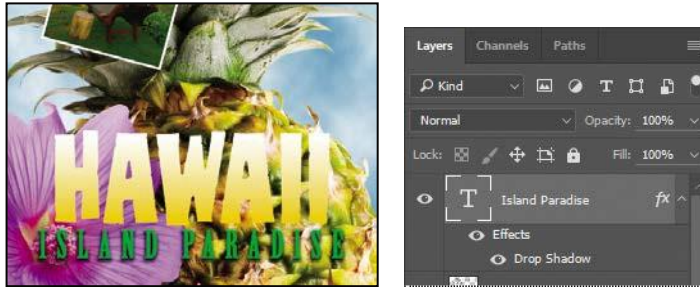 HAWAII
ISLAND PARADISE
Layers Channels Paths
Kind T
Normal Opacity: 100%
Lock: Fill: 100%
T Island Paradise fx
Effects
Drop Shadow